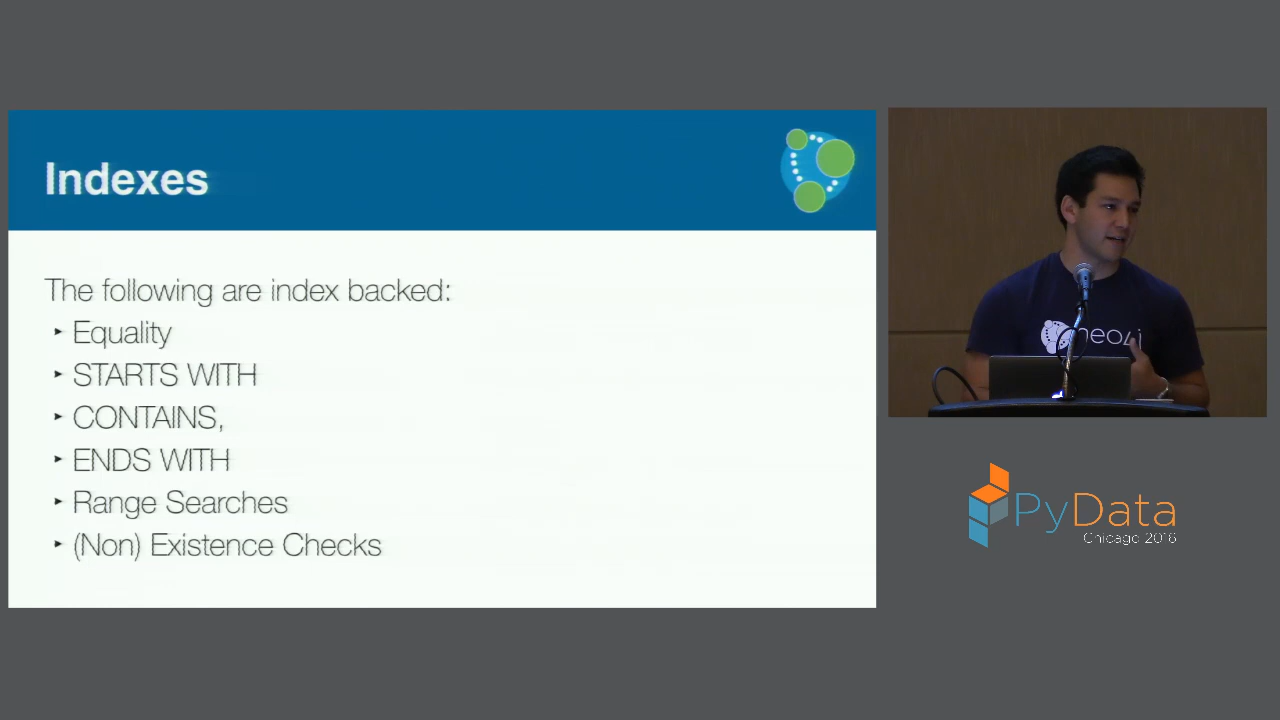 Indexes
The following are index backed:
‣ Equality
‣ STARTS WITH
‣ CONTAINS,
‣ ENDS WITH
‣ Range Searches
‣ (Non) Existence Checks
neo4j
PyData
Chicago 2016